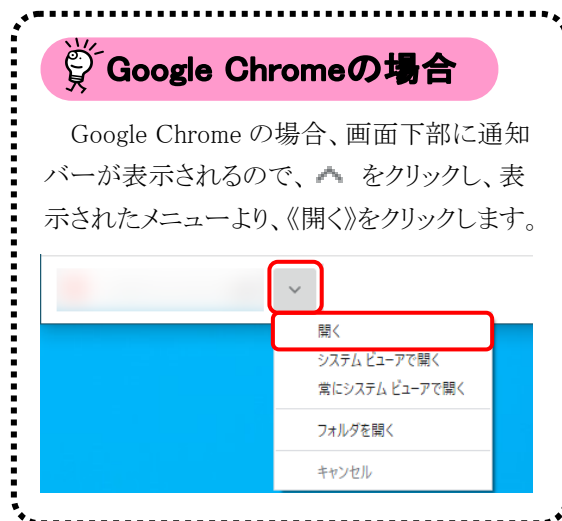 Google Chromeの場合
Google Chrome の場合、画面下部に通知
バーが表示されるので、 をクリックし、表
示されたメニューより、《開く》をクリックします。
開く
システム ビューアで開く
常にシステム ビューアで開く
フォルダを開く
キャンセル